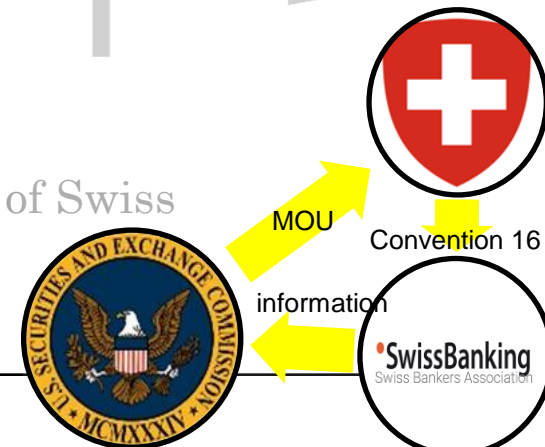 of Swiss
MOU
Convention 16
U.S. SECURITIES AND EXCHANGE COMMISSION
MCMXXXIV
information
SwissBanking
Swiss Bankers Association